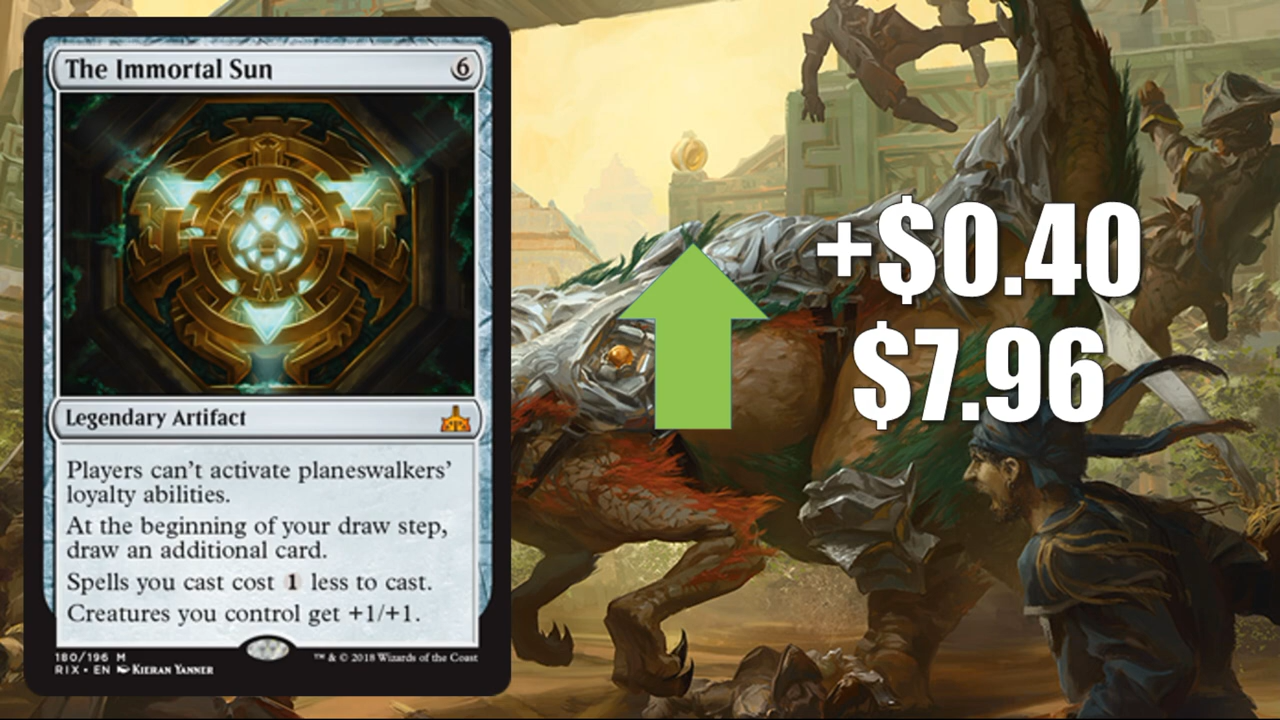 The Immortal Sun 6
Legendary Artifact
Players can't activate planeswalkers'
loyalty abilities.
At the beginning of your draw step,
draw an additional card.
Spells you cast cost 1 less to cast.
Creatures you control get +1/+1.
180/196 M
RIX • EN Kieran Yanner
™ & © 2018 Wizards of the Coast
+$0.40
$7.96